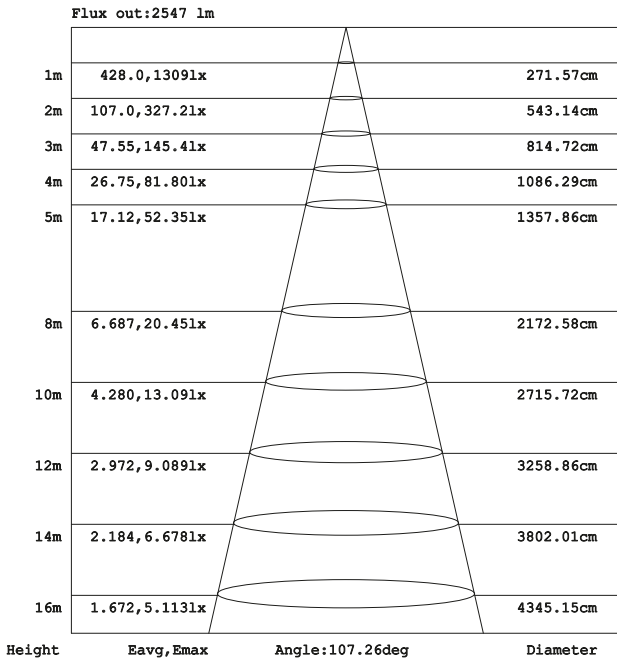 Flux out:2547 lm
1m 428.0,1309lx 271.57cm
2m 107.0,327.2lx 543.14cm
3m 47.55,145.4lx 814.72cm
4m 26.75,81.80lx 1086.29cm
5m 17.12,52.35lx 1357.86cm
8m 6.687,20.45lx 2172.58cm
10m 4.280,13.09lx 2715.72cm
12m 2.972,9.089lx 3258.86cm
14m 2.184,6.678lx 3802.01cm
16m 1.672,5.113lx 4345.15cm
Height Eavg,Emax Angle:107.26deg Diameter